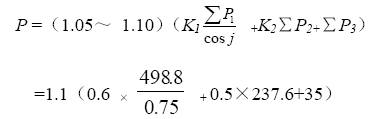 P =（1.05～ 1.10）（K₁ ∑P₁/cos j +K₂∑P₂+∑P₃）
=1.1（0.6 × 498.8/0.75 +0.5×237.6+35）